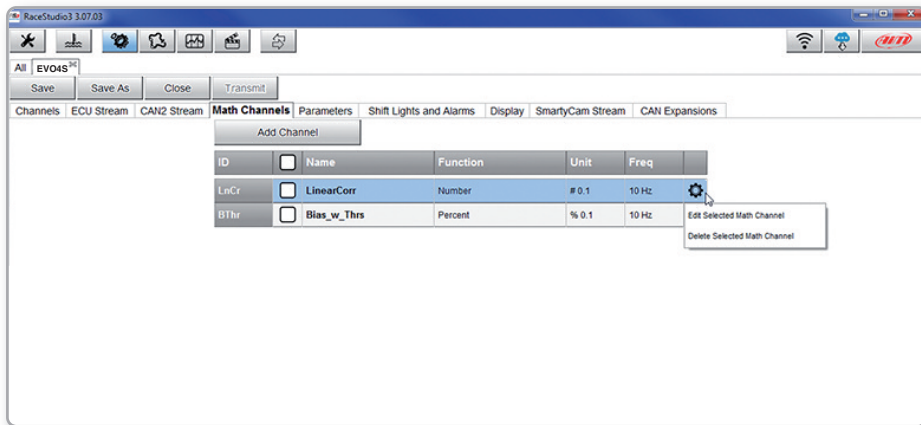 RaceStudio3 3.07.03
AiM
All EVO4S
Save Save As Close Transmit
Channels ECU Stream CAN2 Stream Math Channels Parameters Shift Lights and Alarms Display SmartyCam Stream CAN Expansions
Add Channel
ID Name Function Unit Freq
LnCr LinearCorr Number # 0.1 10 Hz
BThr Bias_w_Thrs Percent % 0.1 10 Hz
Edit Selected Math Channel
Delete Selected Math Channel